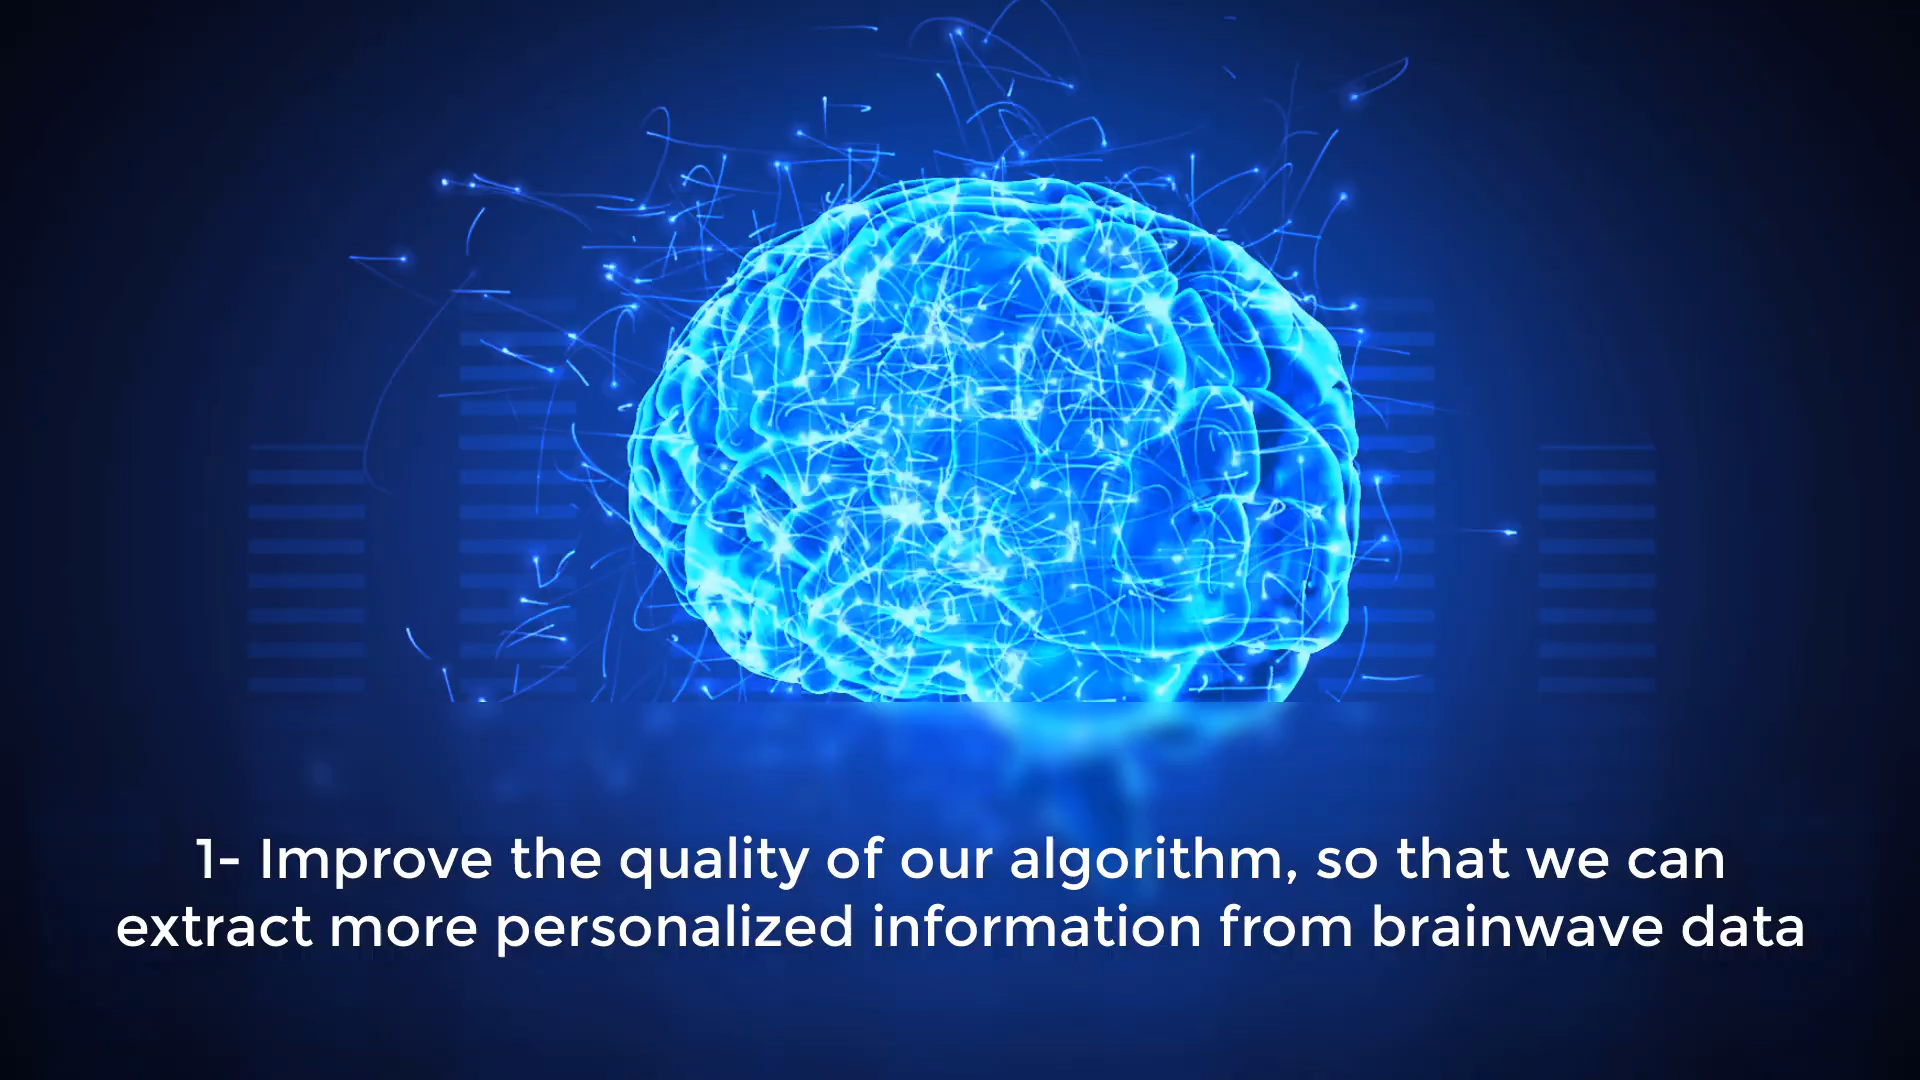 1- Improve the quality of our algorithm, so that we can
extract more personalized information from brainwave data